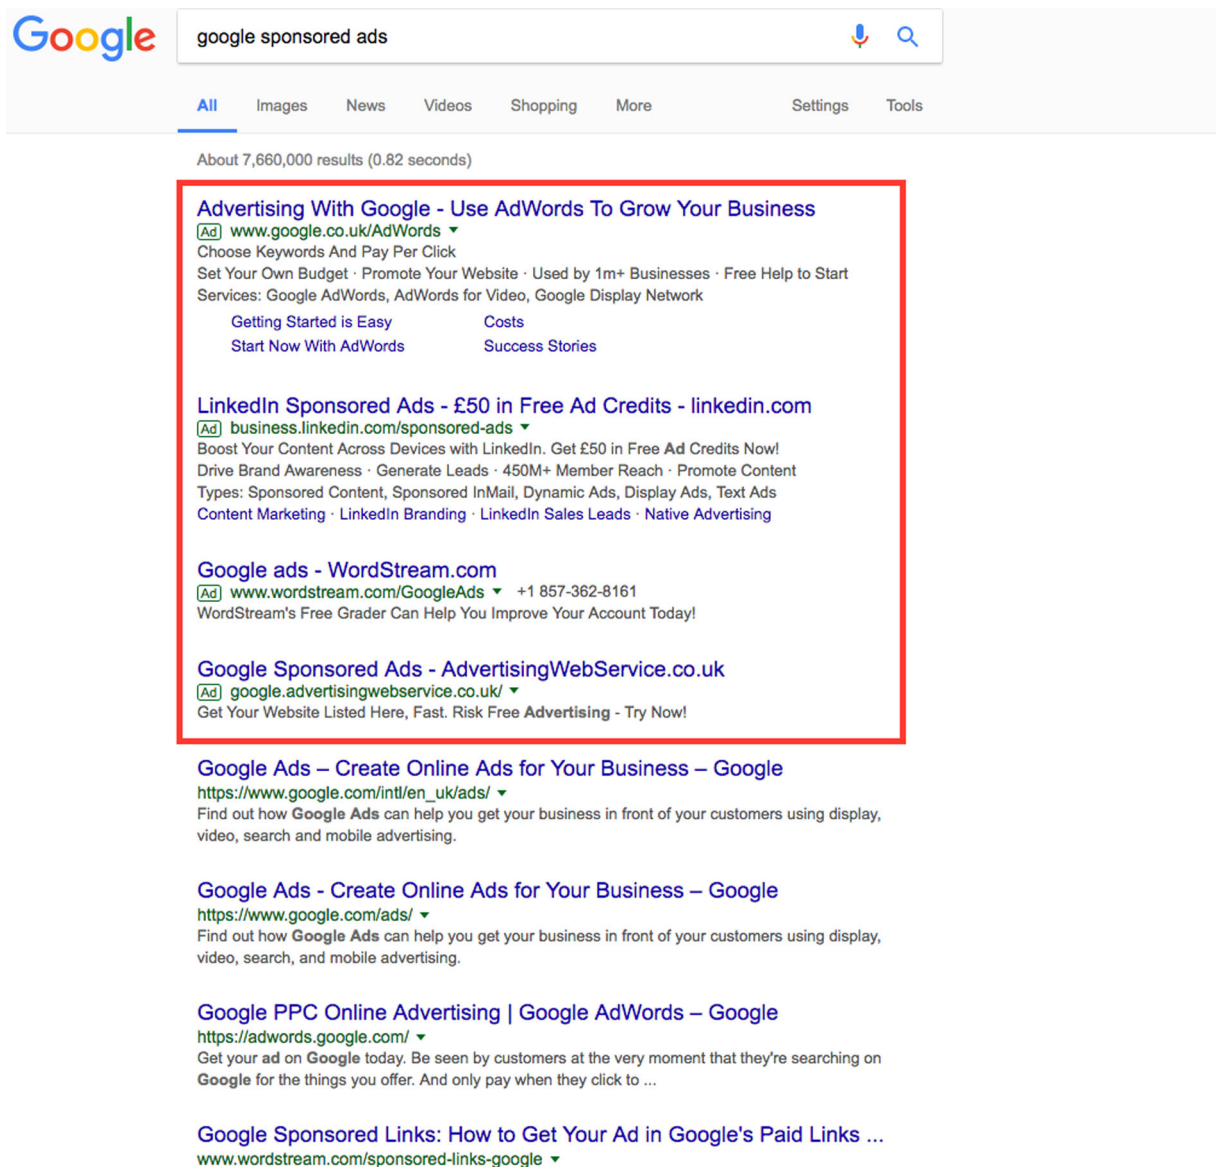 Google
google sponsored ads
All Images News Videos Shopping More Settings Tools
About 7,660,000 results (0.82 seconds)
Advertising With Google - Use AdWords To Grow Your Business
Ad www.google.co.uk/AdWords
Choose Keywords And Pay Per Click
Set Your Own Budget · Promote Your Website · Used by 1m+ Businesses · Free Help to Start
Services: Google AdWords, AdWords for Video, Google Display Network
Getting Started is Easy Costs
Start Now With AdWords Success Stories
LinkedIn Sponsored Ads - £50 in Free Ad Credits - linkedin.com
Ad business.linkedin.com/sponsored-ads
Boost Your Content Across Devices with LinkedIn. Get £50 in Free Ad Credits Now!
Drive Brand Awareness · Generate Leads · 450M+ Member Reach · Promote Content
Types: Sponsored Content, Sponsored InMail, Dynamic Ads, Display Ads, Text Ads
Content Marketing · LinkedIn Branding · LinkedIn Sales Leads · Native Advertising
Google ads - WordStream.com
Ad www.wordstream.com/GoogleAds +1 857-362-8161
WordStream's Free Grader Can Help You Improve Your Account Today!
Google Sponsored Ads - AdvertisingWebService.co.uk
Ad google.advertisingwebservice.co.uk/
Get Your Website Listed Here, Fast. Risk Free Advertising - Try Now!
Google Ads – Create Online Ads for Your Business – Google
https://www.google.com/intl/en_uk/ads/
Find out how Google Ads can help you get your business in front of your customers using display,
video, search and mobile advertising.
Google Ads - Create Online Ads for Your Business – Google
https://www.google.com/ads/
Find out how Google Ads can help you get your business in front of your customers using display,
video, search, and mobile advertising.
Google PPC Online Advertising | Google AdWords – Google
https://adwords.google.com/
Get your ad on Google today. Be seen by customers at the very moment that they're searching on
Google for the things you offer. And only pay when they click to ...
Google Sponsored Links: How to Get Your Ad in Google's Paid Links ...
www.wordstream.com/sponsored-links-google